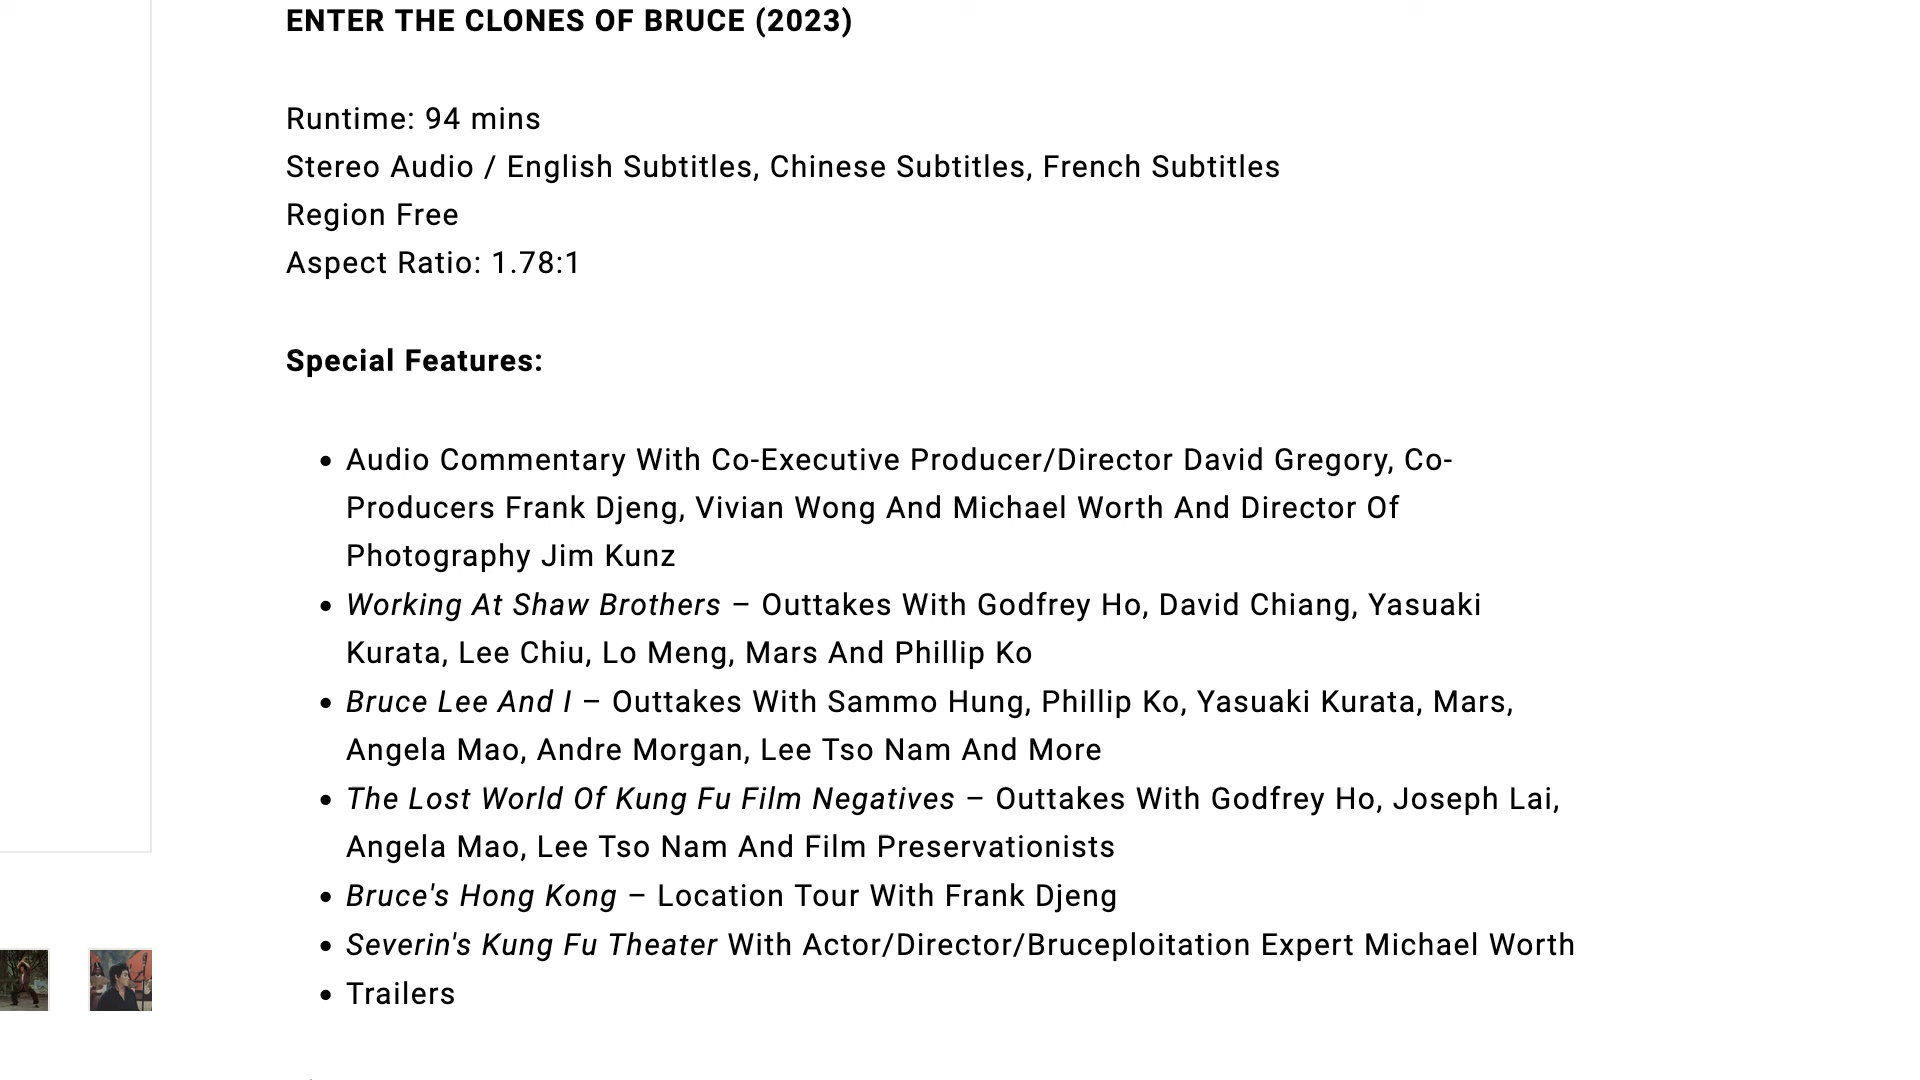 ENTER THE CLONES OF BRUCE (2023)
Runtime: 94 mins
Stereo Audio / English Subtitles, Chinese Subtitles, French Subtitles
Region Free
Aspect Ratio: 1.78:1
Special Features:
• Audio Commentary With Co-Executive Producer/Director David Gregory, Co-
Producers Frank Djeng, Vivian Wong And Michael Worth And Director Of
Photography Jim Kunz
• Working At Shaw Brothers – Outtakes With Godfrey Ho, David Chiang, Yasuaki
Kurata, Lee Chiu, Lo Meng, Mars And Phillip Ko
• Bruce Lee And I – Outtakes With Sammo Hung, Phillip Ko, Yasuaki Kurata, Mars,
Angela Mao, Andre Morgan, Lee Tso Nam And More
• The Lost World Of Kung Fu Film Negatives – Outtakes With Godfrey Ho, Joseph Lai,
Angela Mao, Lee Tso Nam And Film Preservationists
• Bruce's Hong Kong – Location Tour With Frank Djeng
• Severin's Kung Fu Theater With Actor/Director/Bruceploitation Expert Michael Worth
• Trailers